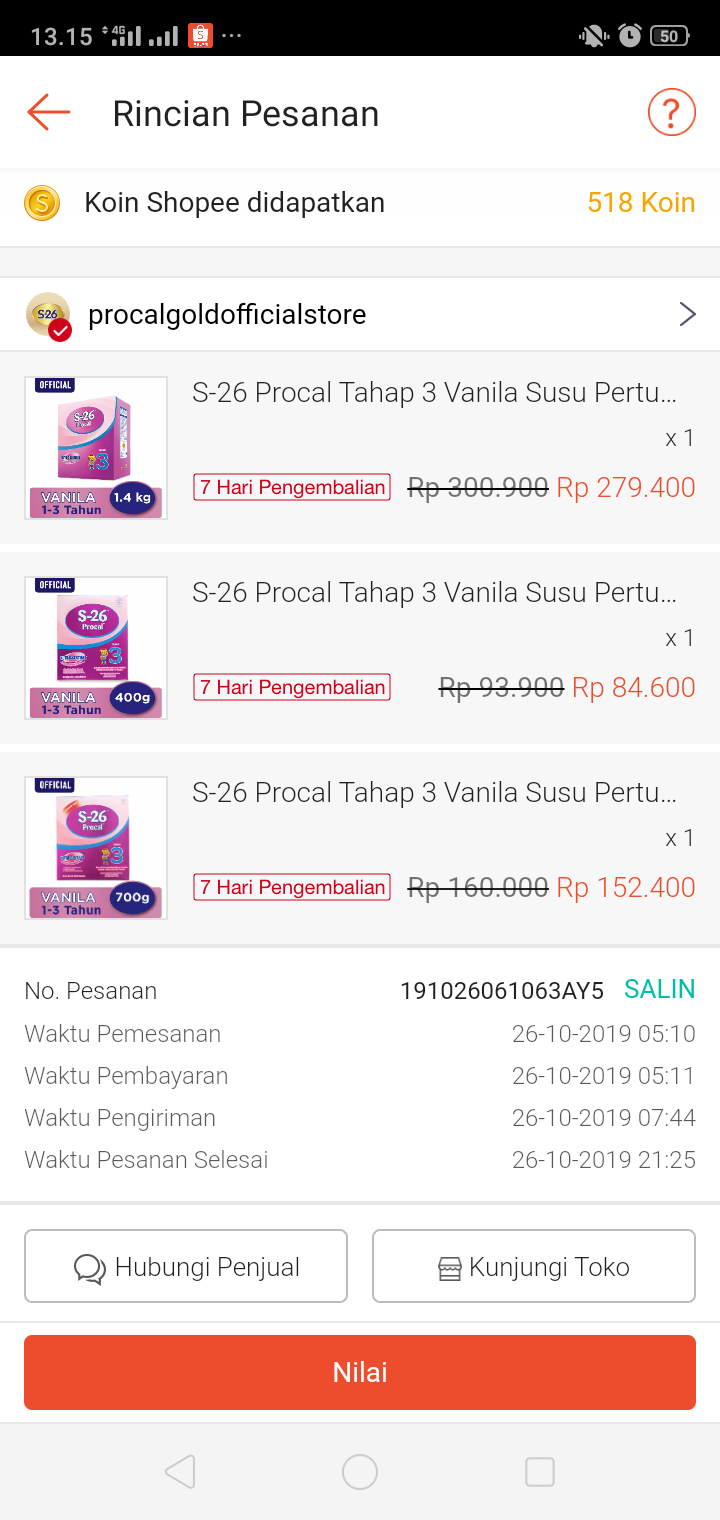 13.15 4G 50
Rincian Pesanan ?
Koin Shopee didapatkan 518 Koin
S-26 procalgoldofficialstore
OFFICIAL
S-26
Procal
3
VANILA 1.4 kg
1-3 Tahun
S-26 Procal Tahap 3 Vanila Susu Pertu...
x 1
7 Hari Pengembalian Rp 300.900 Rp 279.400
OFFICIAL
S-26
Procal
3
VANILA 400g
1-3 Tahun
S-26 Procal Tahap 3 Vanila Susu Pertu...
x 1
7 Hari Pengembalian Rp 93.900 Rp 84.600
OFFICIAL
S-26
Procal
3
VANILA 700g
1-3 Tahun
S-26 Procal Tahap 3 Vanila Susu Pertu...
x 1
7 Hari Pengembalian Rp 160.000 Rp 152.400
No. Pesanan 191026061063AY5 SALIN
Waktu Pemesanan 26-10-2019 05:10
Waktu Pembayaran 26-10-2019 05:11
Waktu Pengiriman 26-10-2019 07:44
Waktu Pesanan Selesai 26-10-2019 21:25
Hubungi Penjual Kunjungi Toko
Nilai